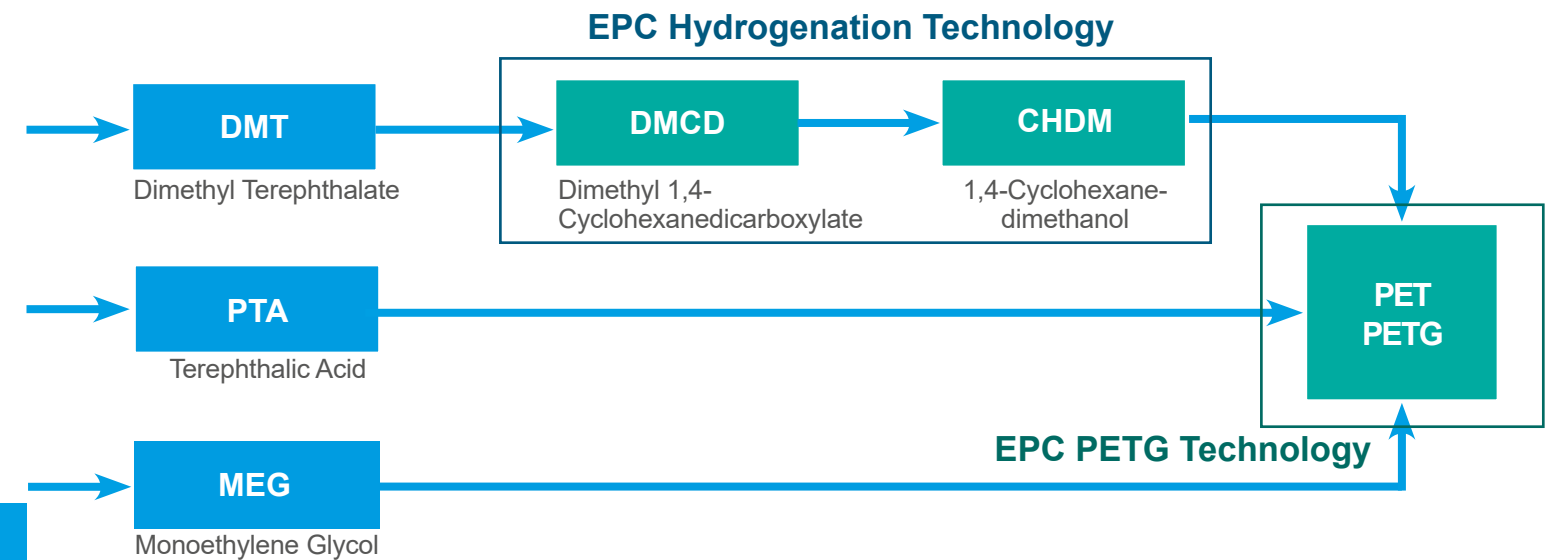 EPC Hydrogenation Technology
DMT
Dimethyl Terephthalate
DMCD
Dimethyl 1,4-
Cyclohexanedicarboxylate
CHDM
1,4-Cyclohexane-
dimethanol
PTA
Terephthalic Acid
PET
PETG
EPC PETG Technology
MEG
Monoethylene Glycol